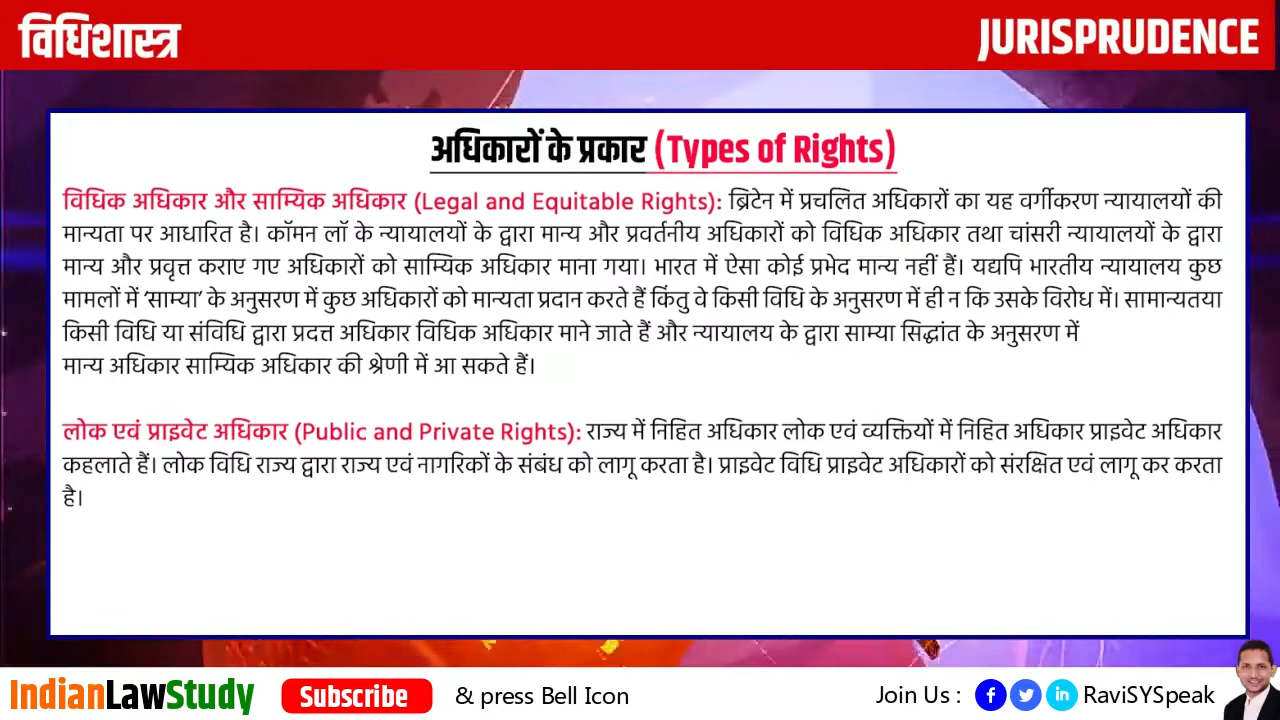 विधिशास्त्र
JURISPRUDENCE
अधिकारों के प्रकार (Types of Rights)
विधिक अधिकार और साम्यिक अधिकार (Legal and Equitable Rights): ब्रिटेन में प्रचलित अधिकारों का यह वर्गीकरण न्यायालयों की
मान्यता पर आधारित है। कॉमन लॉ के न्यायालयों के द्वारा मान्य और प्रवर्तनीय अधिकारों को विधिक अधिकार तथा चांसरी न्यायालयों के द्वारा
मान्य और प्रवृत्त कराए गए अधिकारों को साम्यिक अधिकार माना गया। भारत में ऐसा कोई प्रभेद मान्य नहीं हैं। यद्यपि भारतीय न्यायालय कुछ
मामलों में ‘साम्या’ के अनुसरण में कुछ अधिकारों को मान्यता प्रदान करते हैं किंतु वे किसी विधि के अनुसरण में ही न कि उसके विरोध में। सामान्यतया
किसी विधि या संविधि द्वारा प्रदत्त अधिकार विधिक अधिकार माने जाते हैं और न्यायालय के द्वारा साम्या सिद्धांत के अनुसरण में
मान्य अधिकार साम्यिक अधिकार की श्रेणी में आ सकते हैं।
लोक एवं प्राइवेट अधिकार (Public and Private Rights): राज्य में निहित अधिकार लोक एवं व्यक्तियों में निहित अधिकार प्राइवेट अधिकार
कहलाते हैं। लोक विधि राज्य द्वारा राज्य एवं नागरिकों के संबंध को लागू करता है। प्राइवेट विधि प्राइवेट अधिकारों को संरक्षित एवं लागू कर करता
है।
IndianLawStudy
Subscribe
& press Bell Icon
Join Us :
RaviSYSpeak